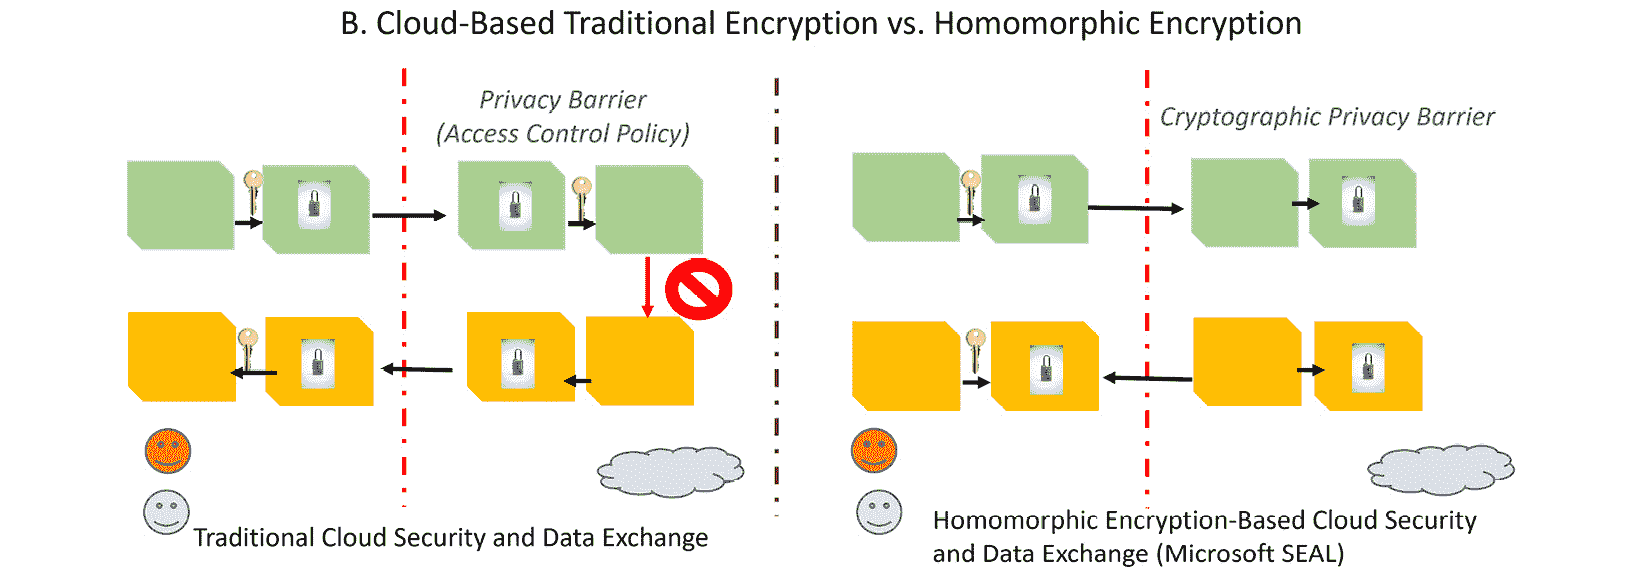 B. Cloud-Based Traditional Encryption vs. Homomorphic Encryption
Privacy Barrier
(Access Control Policy)
Cryptographic Privacy Barrier
Traditional Cloud Security and Data Exchange
Homomorphic Encryption-Based Cloud Security
and Data Exchange (Microsoft SEAL)